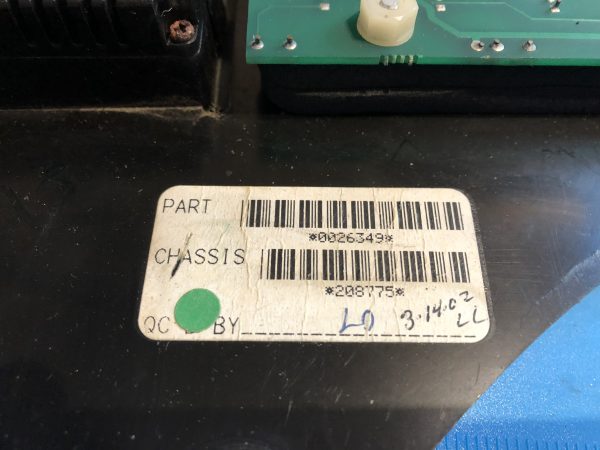 PART
*0026349*
CHASSIS
*208775*
QC BY LO 3.14.02
LL